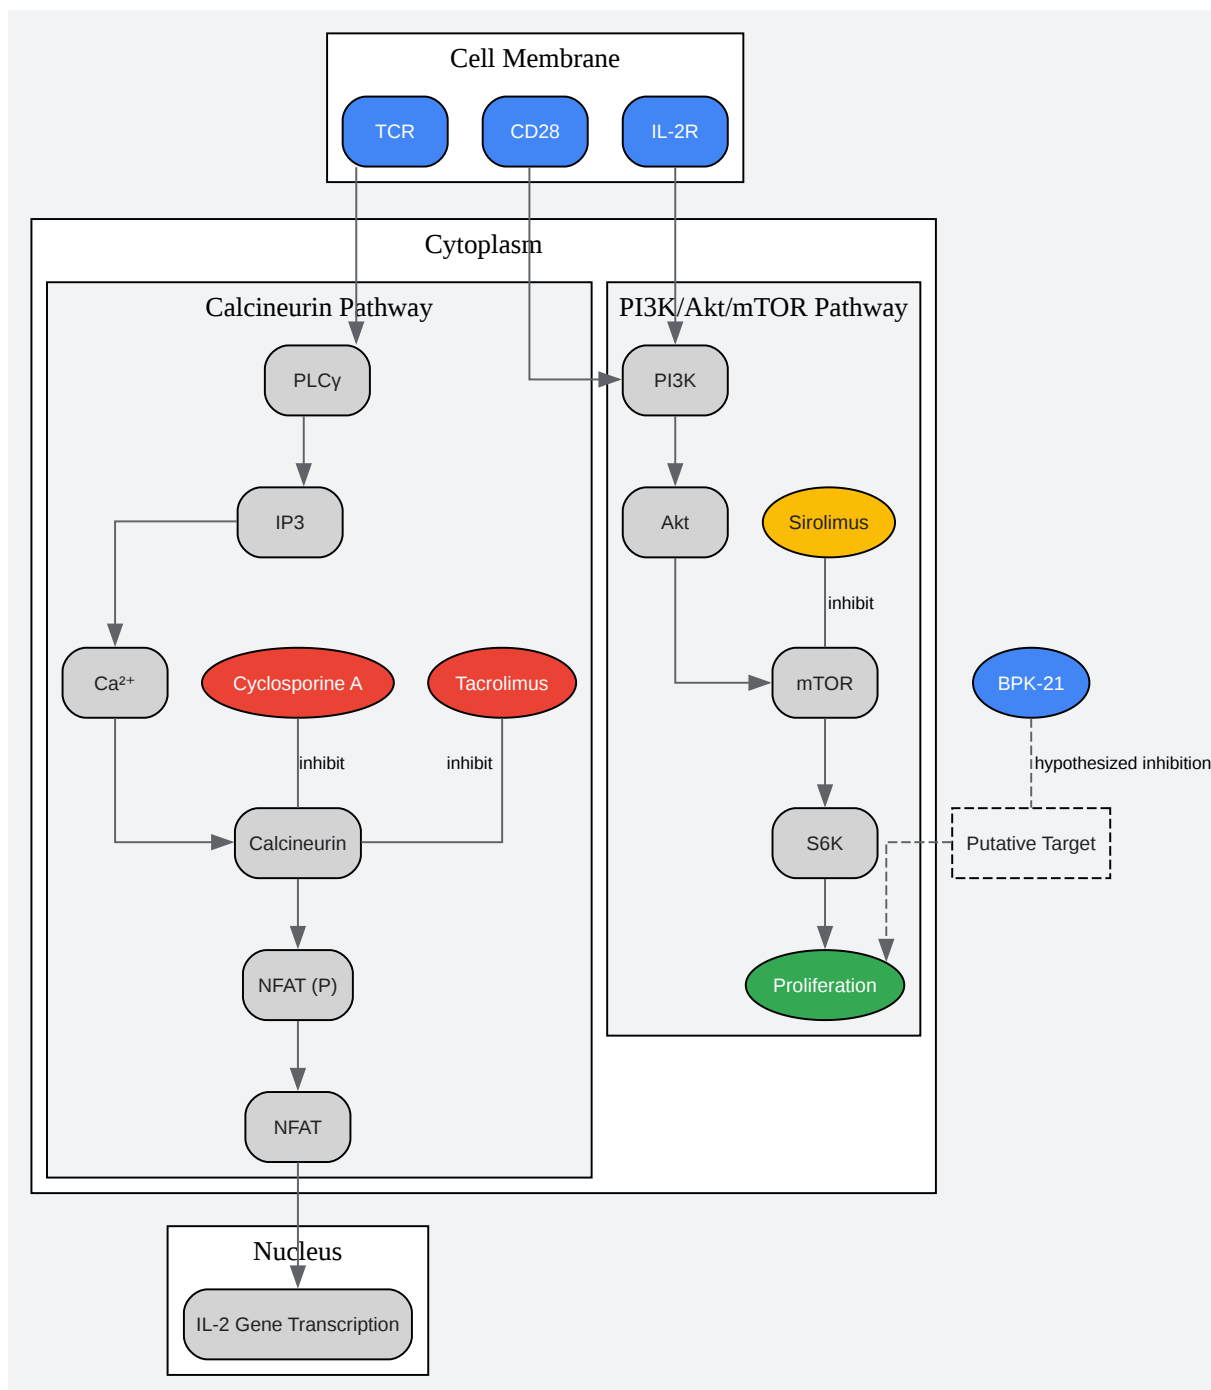 Cell Membrane
TCR
CD28
IL-2R
Cytoplasm
Calcineurin Pathway
PI3K/Akt/mTOR Pathway
PLCγ
PI3K
IP3
Akt
Sirolimus
inhibit
Ca²⁺
Cyclosporine A
Tacrolimus
mTOR
BPK-21
inhibit
inhibit
hypothesized inhibition
Calcineurin
S6K
Putative Target
NFAT (P)
Proliferation
NFAT
Nucleus
IL-2 Gene Transcription